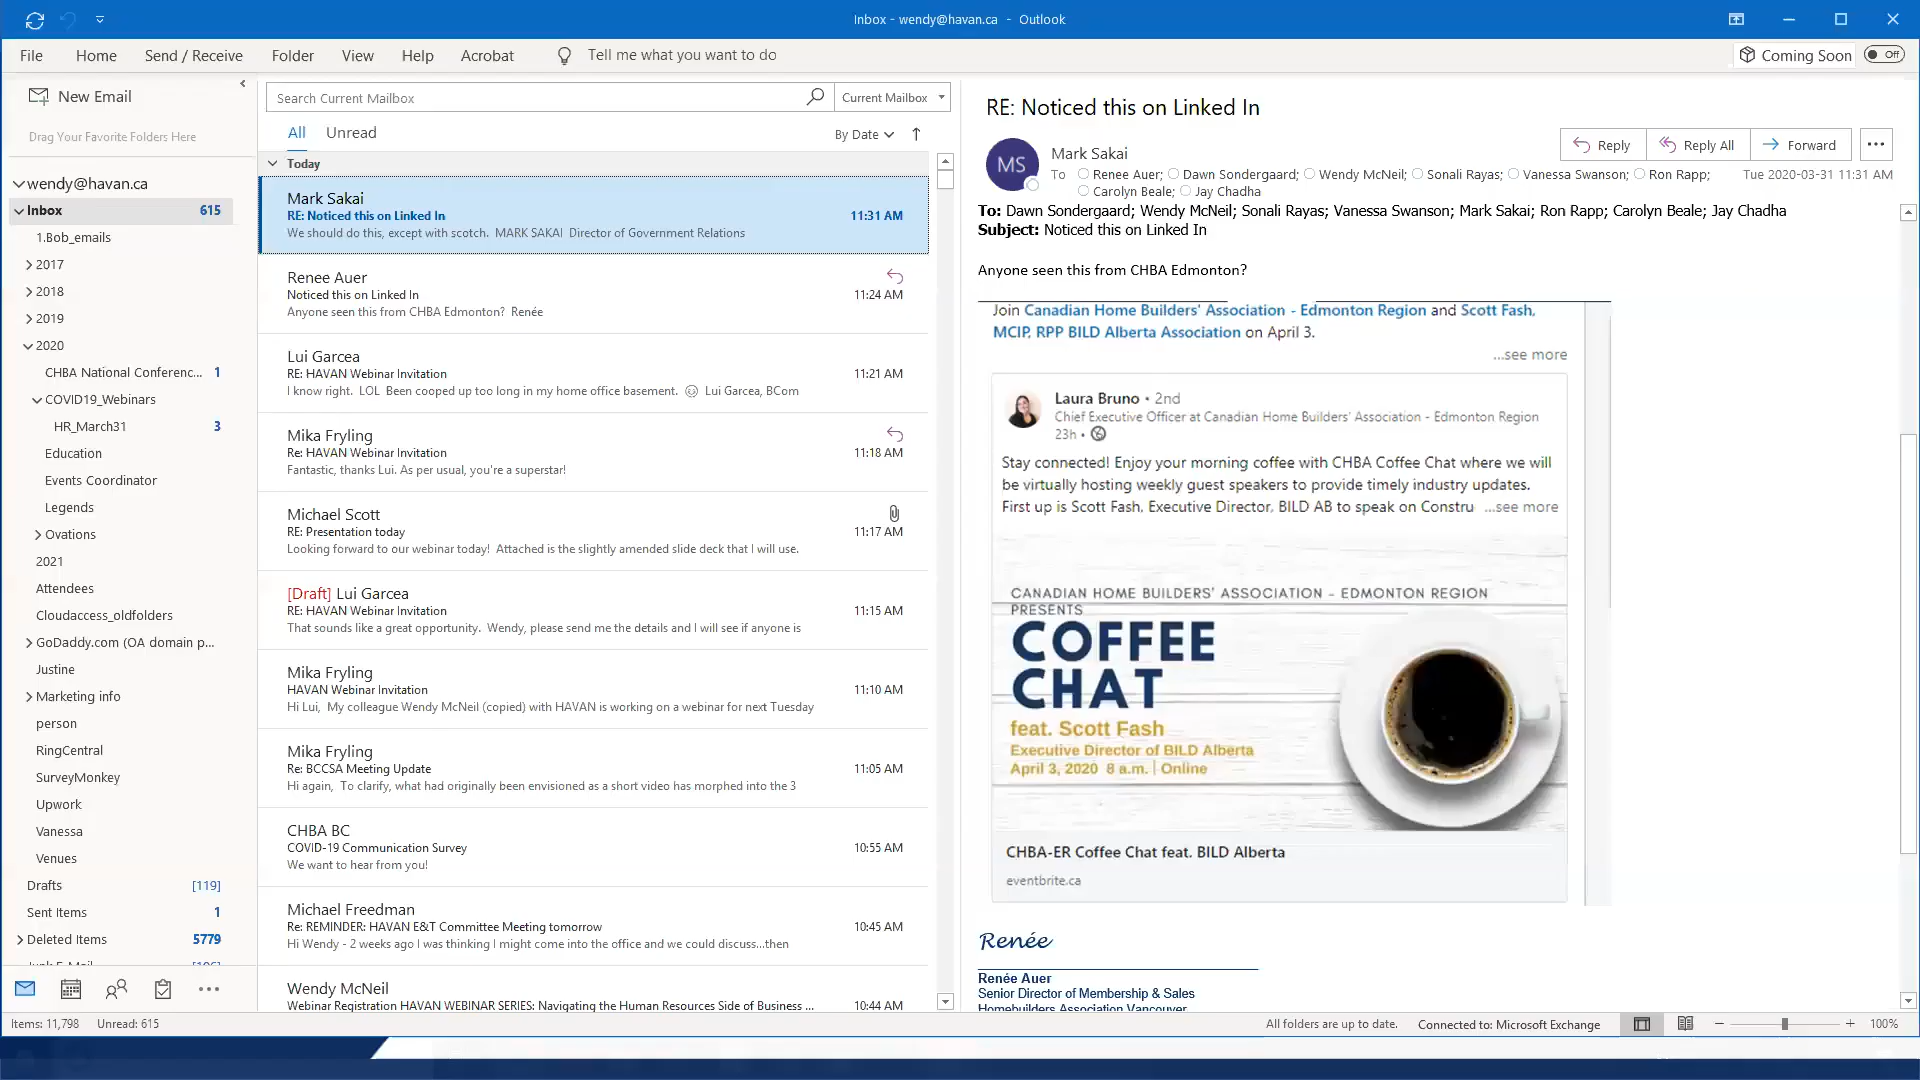 Inbox - wendy@havan.ca - Outlook
File Home Send / Receive Folder View Help Acrobat Tell me what you want to do
Coming Soon Off
New Email
Drag Your Favorite Folders Here
wendy@havan.ca
Inbox 615
1.Bob_emails
2017
2018
2019
2020
CHBA National Conferenc... 1
COVID19_Webinars
HR_March31 3
Education
Events Coordinator
Legends
Ovations
2021
Attendees
Cloudaccess_oldfolders
GoDaddy.com (OA domain p...
Justine
Marketing info
person
RingCentral
SurveyMonkey
Upwork
Vanessa
Venues
Drafts [119]
Sent Items 1
Deleted Items 5779
Search Current Mailbox Current Mailbox
All Unread By Date
Today
Mark Sakai
RE: Noticed this on Linked In 11:31 AM
We should do this, except with scotch. MARK SAKAI Director of Government Relations
Renee Auer
Noticed this on Linked In 11:24 AM
Anyone seen this from CHBA Edmonton? Renée
Lui Garcea
RE: HAVAN Webinar Invitation 11:21 AM
I know right. LOL Been cooped up too long in my home office basement. ☺ Lui Garcea, BCom
Mika Fryling
Re: HAVAN Webinar Invitation 11:18 AM
Fantastic, thanks Lui. As per usual, you're a superstar!
Michael Scott
RE: Presentation today 11:17 AM
Looking forward to our webinar today! Attached is the slightly amended slide deck that I will use.
[Draft] Lui Garcea
RE: HAVAN Webinar Invitation 11:15 AM
That sounds like a great opportunity. Wendy, please send me the details and I will see if anyone is
Mika Fryling
HAVAN Webinar Invitation 11:10 AM
Hi Lui, My colleague Wendy McNeil (copied) with HAVAN is working on a webinar for next Tuesday
Mika Fryling
Re: BCCSA Meeting Update 11:05 AM
Hi again, To clarify, what had originally been envisioned as a short video has morphed into the 3
CHBA BC
COVID-19 Communication Survey 10:55 AM
We want to hear from you!
Michael Freedman
Re: REMINDER: HAVAN E&T Committee Meeting tomorrow 10:45 AM
Hi Wendy - 2 weeks ago I was thinking I might come into the office and we could discuss...then
Wendy McNeil
Webinar Registration HAVAN WEBINAR SERIES: Navigating the Human Resources Side of Business ... 10:44 AM
RE: Noticed this on Linked In
Reply Reply All Forward ...
MS
Mark Sakai
To Renee Auer; Dawn Sondergaard; Wendy McNeil; Sonali Rayas; Vanessa Swanson; Ron Rapp; Tue 2020-03-31 11:31 AM
Carolyn Beale; Jay Chadha
To: Dawn Sondergaard; Wendy McNeil; Sonali Rayas; Vanessa Swanson; Mark Sakai; Ron Rapp; Carolyn Beale; Jay Chadha
Subject: Noticed this on Linked In
Anyone seen this from CHBA Edmonton?
Join Canadian Home Builders' Association - Edmonton Region and Scott Fash,
MCIP, RPP BILD Alberta Association on April 3.
...see more
Laura Bruno • 2nd
Chief Executive Officer at Canadian Home Builders' Association - Edmonton Region
23h •
Stay connected! Enjoy your morning coffee with CHBA Coffee Chat where we will
be virtually hosting weekly guest speakers to provide timely industry updates.
First up is Scott Fash, Executive Director, BILD AB to speak on Constru ...see more
CANADIAN HOME BUILDERS' ASSOCIATION - EDMONTON REGION
PRESENTS
COFFEE
CHAT
feat. Scott Fash
Executive Director of BILD Alberta
April 3, 2020 8 a.m. | Online
CHBA-ER Coffee Chat feat. BILD Alberta
eventbrite.ca
Renée
Renée Auer
Senior Director of Membership & Sales
Homebuilders Association Vancouver
Items: 11,798 Unread: 615
All folders are up to date. Connected to: Microsoft Exchange 100%